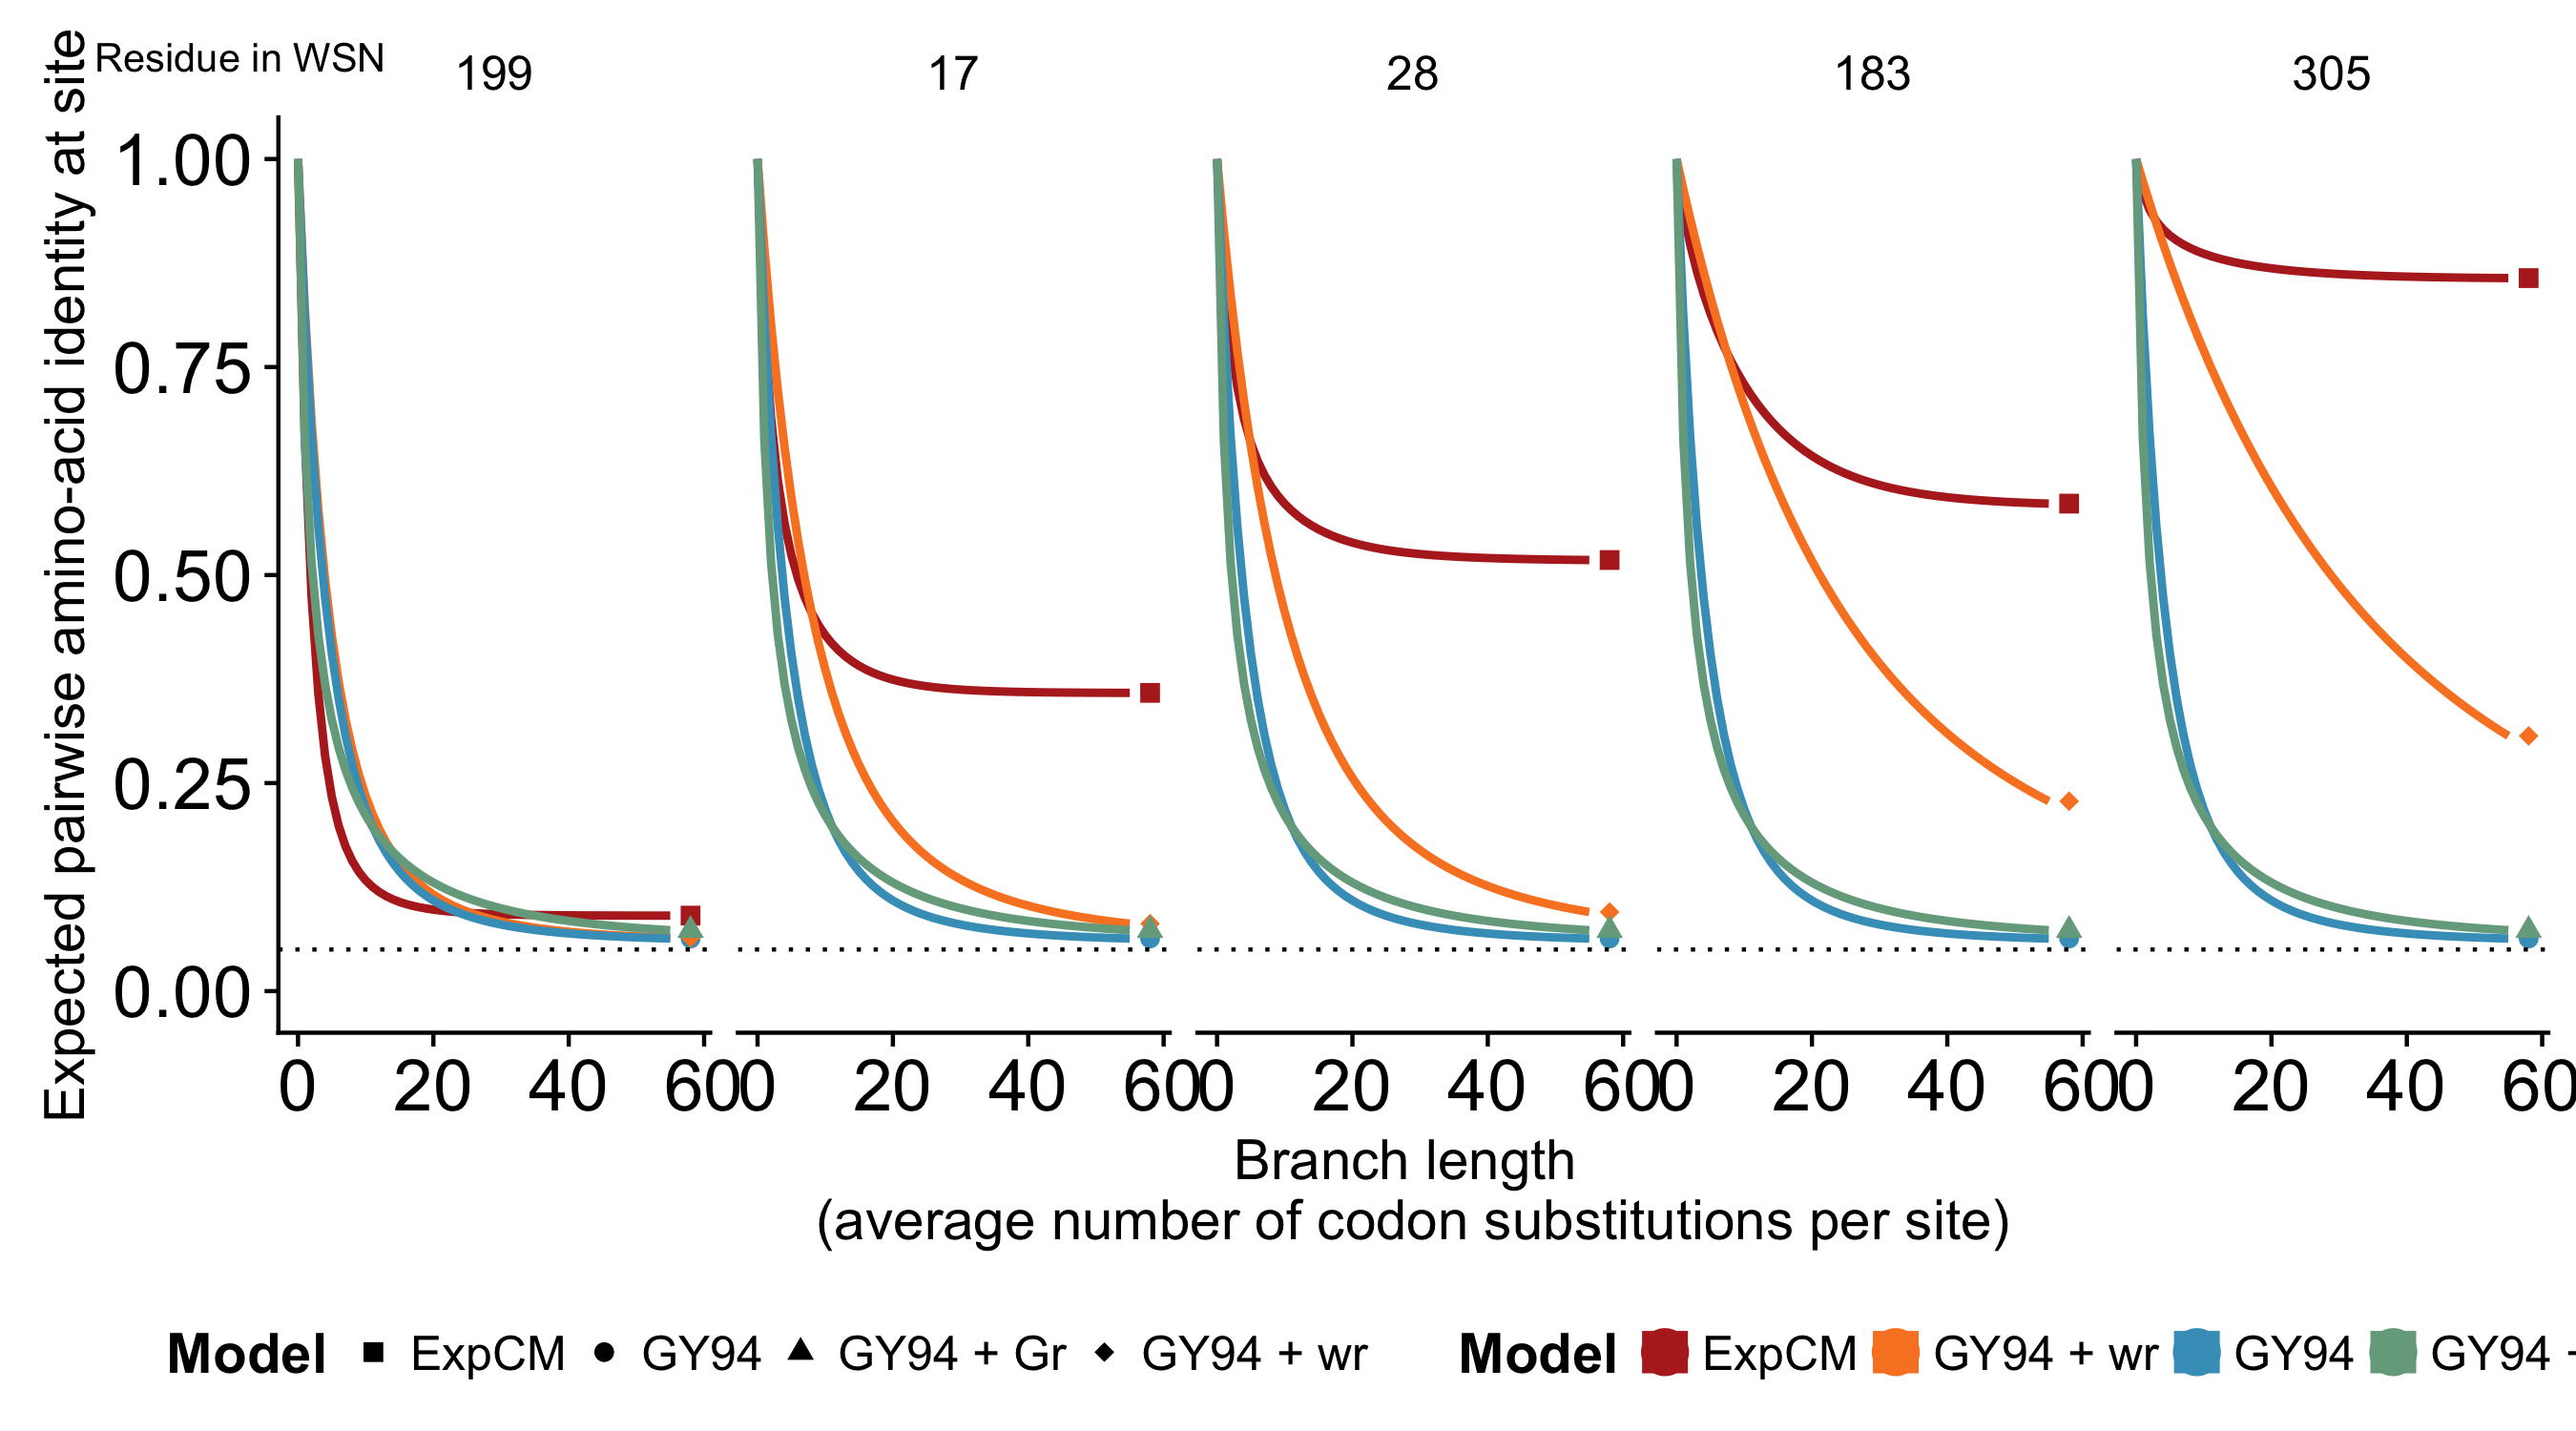 Residue in WSN 199 17 28 183 305
Expected pairwise amino-acid identity at site
1.00
0.75
0.50
0.25
0.00
0 20 40 60 0 20 40 60 0 20 40 60 0 20 40 60 0 20 40 60
Branch length
(average number of codon substitutions per site)
Model ExpCM GY94 GY94 + Gr GY94 + wr Model ExpCM GY94 + wr GY94 GY94